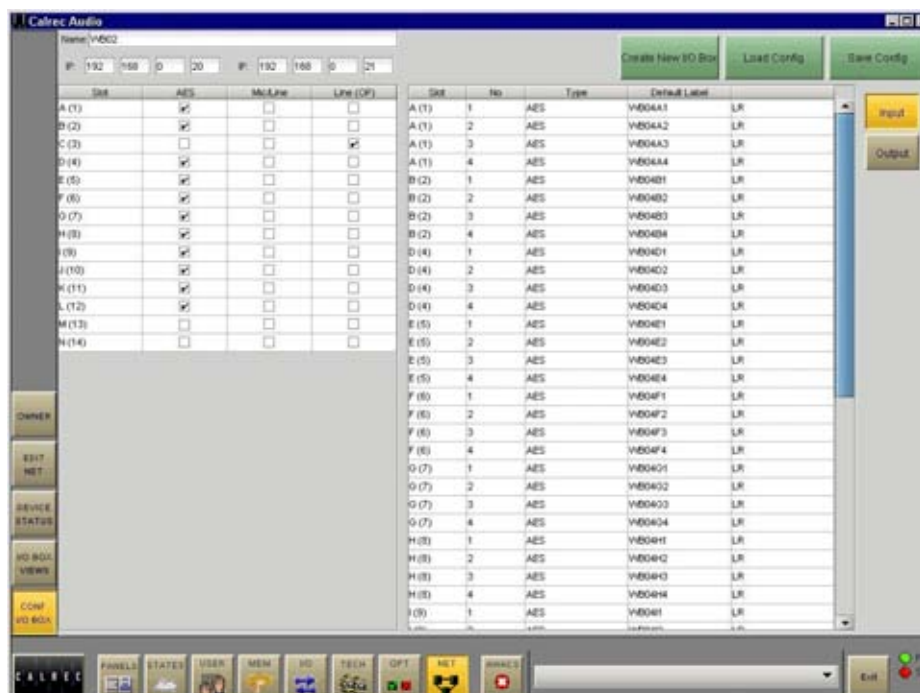 Calrec Audio
Name: WB02
IP: 192 168 0 20 IP: 192 168 0 21
Create New I/O Box
Load Config
Save Config
Slot AES Mic/Line Line (OP)
A (1)
B (2)
C (3)
D (4)
E (5)
F (6)
G (7)
H (8)
I (9)
J (10)
K (11)
L (12)
M (13)
N (14)
Slot No Type Default Label
A (1) 1 AES WB04A1 LR
A (1) 2 AES WB04A2 LR
A (1) 3 AES WB04A3 LR
A (1) 4 AES WB04A4 LR
B (2) 1 AES WB04B1 LR
B (2) 2 AES WB04B2 LR
B (2) 3 AES WB04B3 LR
B (2) 4 AES WB04B4 LR
D (4) 1 AES WB04D1 LR
D (4) 2 AES WB04D2 LR
D (4) 3 AES WB04D3 LR
D (4) 4 AES WB04D4 LR
E (5) 1 AES WB04E1 LR
E (5) 2 AES WB04E2 LR
E (5) 3 AES WB04E3 LR
E (5) 4 AES WB04E4 LR
F (6) 1 AES WB04F1 LR
F (6) 2 AES WB04F2 LR
F (6) 3 AES WB04F3 LR
F (6) 4 AES WB04F4 LR
G (7) 1 AES WB04G1 LR
G (7) 2 AES WB04G2 LR
G (7) 3 AES WB04G3 LR
G (7) 4 AES WB04G4 LR
H (8) 1 AES WB04H1 LR
H (8) 2 AES WB04H2 LR
H (8) 3 AES WB04H3 LR
H (8) 4 AES WB04H4 LR
I (9) 1 AES WB04I1 LR
Input
Output
OWNER
EDIT NET
DEVICE STATUS
I/O BOX VIEWS
CONF I/O BOX
CALREC
PANELS
STATES
USER
MEM
I/O
TECH
OPT
NET
AWACS
Exit